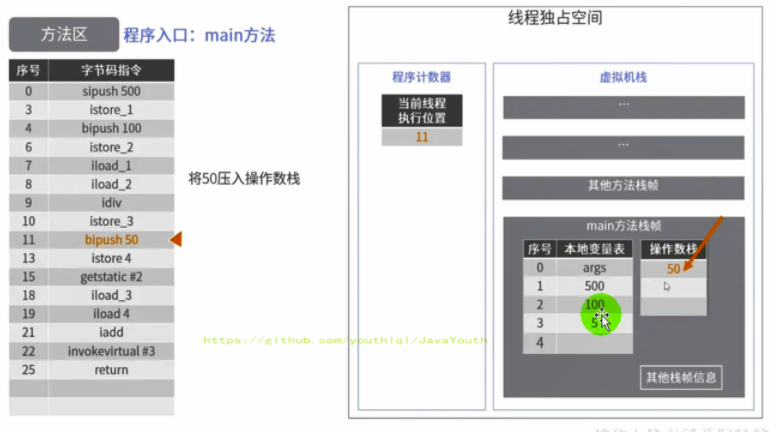 方法区
程序入口：main方法
序号 字节码指令
0 sipush 500
3 istore_1
4 bipush 100
6 istore_2
7 iload_1
8 iload_2
9 idiv
10 istore_3
11 bipush 50
13 istore 4
15 getstatic #2
18 iload_3
19 iload 4
21 iadd
22 invokevirtual #3
25 return
将50压入操作数栈
https://github.com/youthlql/JavaYouth
线程独占空间
程序计数器
当前线程
执行位置
11
虚拟机栈
...
...
其他方法栈帧
main方法栈帧
序号 本地变量表
0 args
1 500
2 100
3 5
4
操作数栈
50
其他栈帧信息